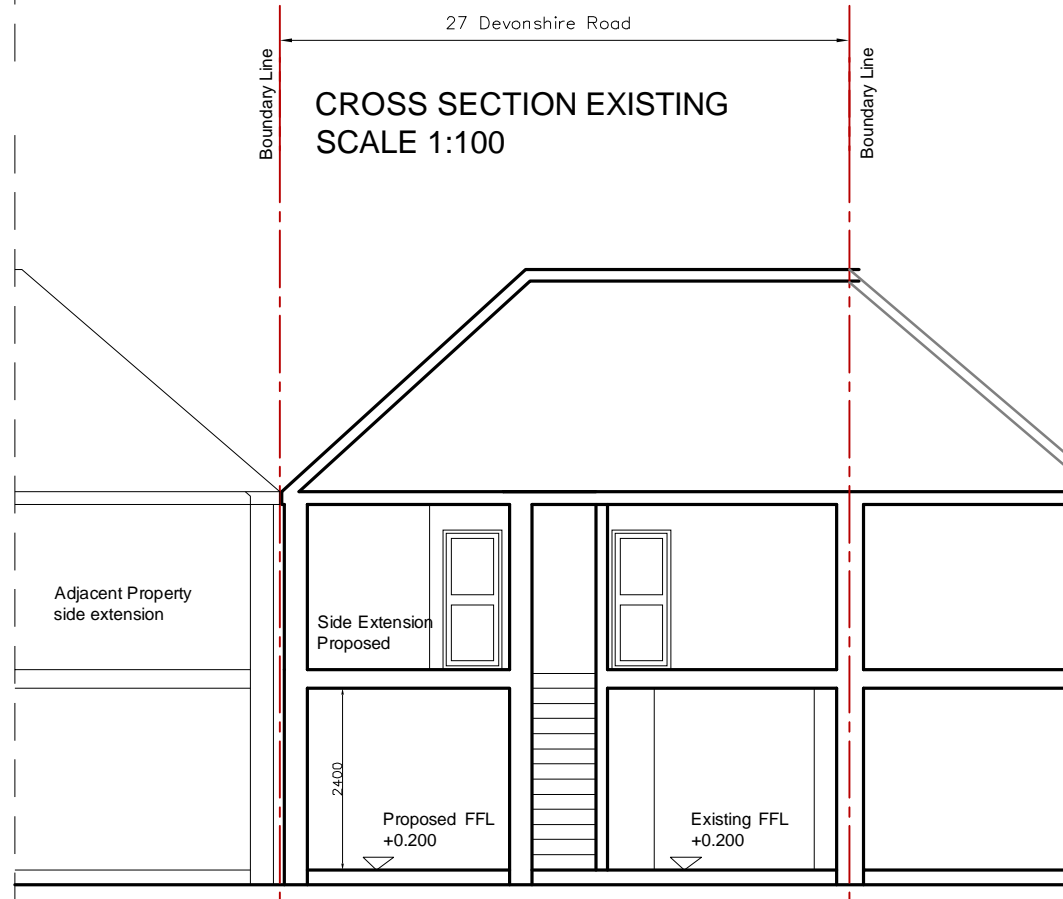 27 Devonshire Road
Boundary Line
CROSS SECTION EXISTING
SCALE 1:100
Boundary Line
Adjacent Property
side extension
Side Extension
Proposed
2400
Proposed FFL
+0.200
Existing FFL
+0.200